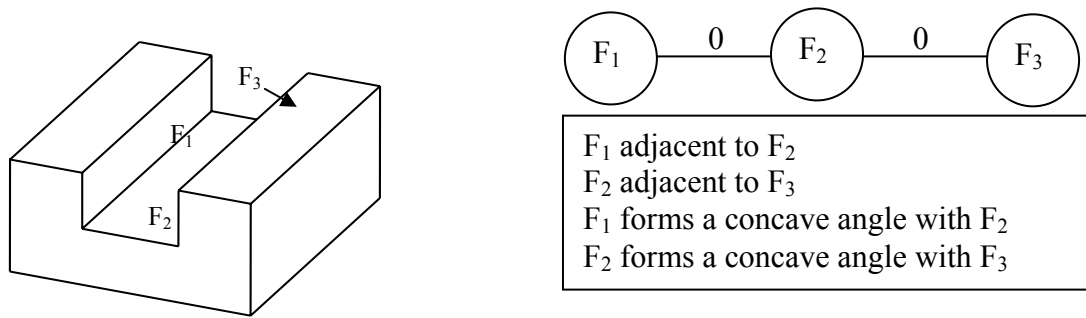 F₃
F₁
F₂
F₁ 0 F₂ 0 F₃
F₁ adjacent to F₂
F₂ adjacent to F₃
F₁ forms a concave angle with F₂
F₂ forms a concave angle with F₃